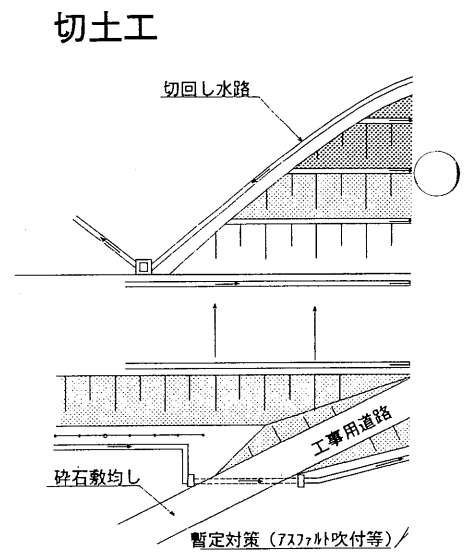 切土工
切回し水路
工事用道路
砕石敷均し
暫定対策(アスファルト吹付等)